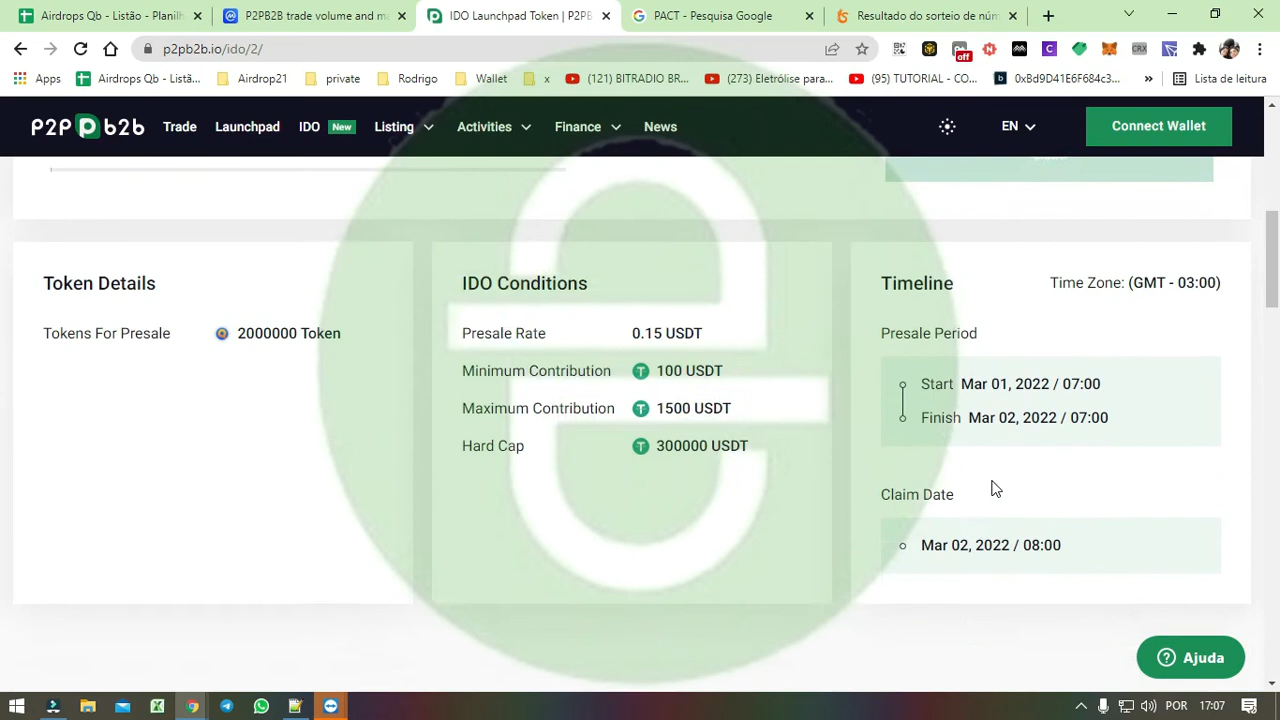 Airdrops Qb - Listão - Planilh
P2PB2B trade volume and ma
IDO Launchpad Token | P2PB
PACT - Pesquisa Google
Resultado do sorteio de núm
p2pb2b.io/ido/2/
off
CRX
Apps
Airdrops Qb - Listã...
Airdrop21
private
Rodrigo
Wallet
x
(121) BITRADIO BR...
(273) Eletrólise para...
(95) TUTORIAL - CO...
0xBd9D41E6F684c3...
»
Lista de leitura
P2P b2b
Trade
Launchpad
IDO New
Listing
Activities
Finance
News
EN
Connect Wallet
Token Details
Tokens For Presale 2000000 Token
IDO Conditions
Presale Rate 0.15 USDT
Minimum Contribution 100 USDT
Maximum Contribution 1500 USDT
Hard Cap 300000 USDT
Timeline
Time Zone: (GMT - 03:00)
Presale Period
Start Mar 01, 2022 / 07:00
Finish Mar 02, 2022 / 07:00
Claim Date
Mar 02, 2022 / 08:00
Ajuda
POR
17:07